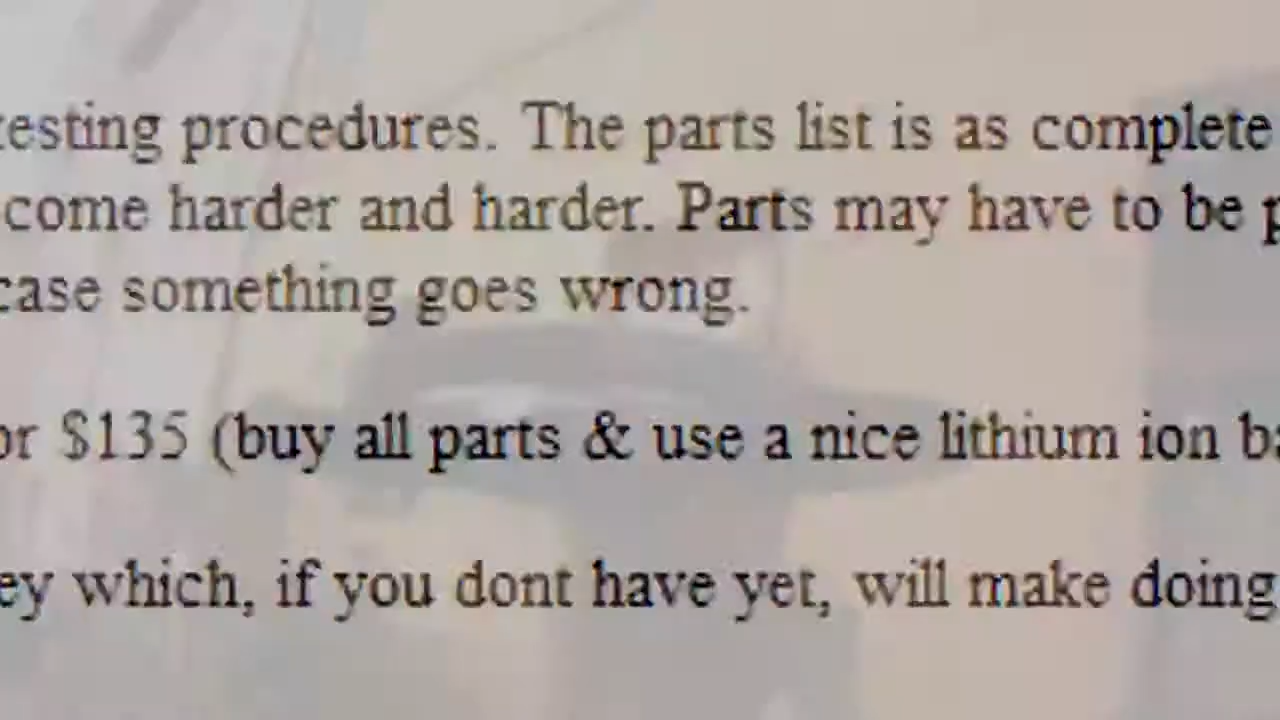 esting procedures. The parts list is as complete
come harder and harder. Parts may have to be
case something goes wrong.
or $135 (buy all parts & use a nice lithium ion
ey which, if you dont have yet, will make doing